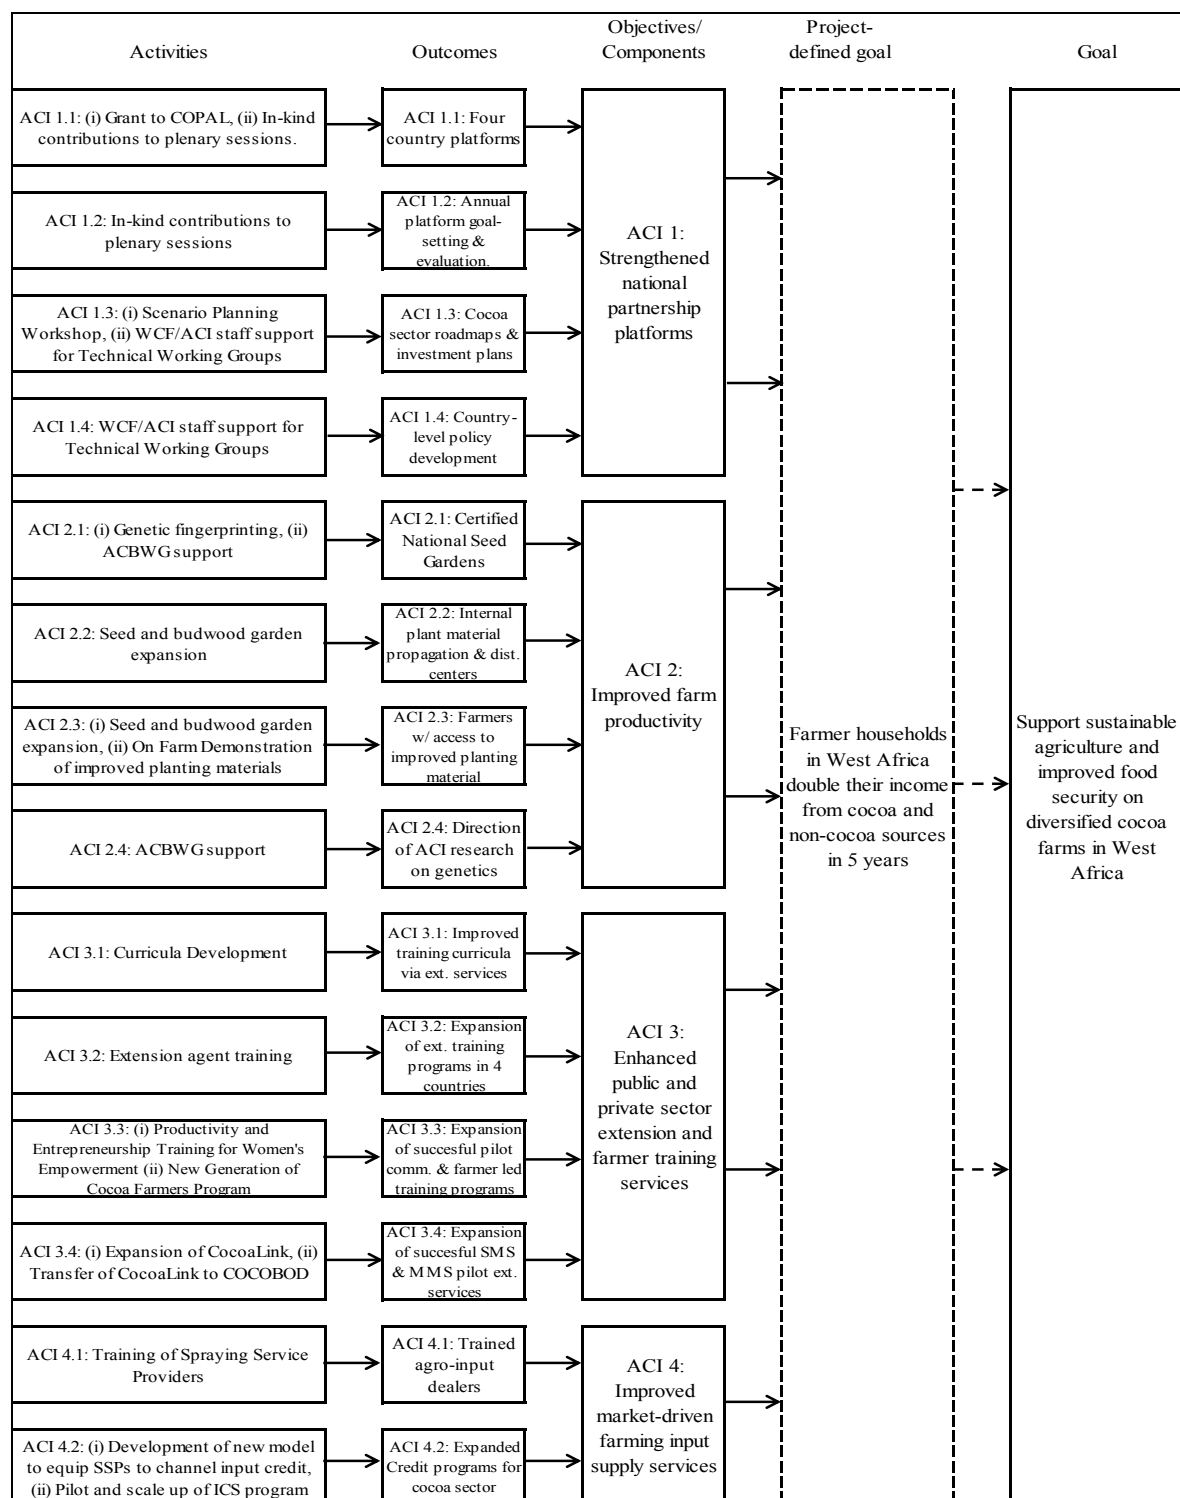 Activities
Outcomes
Objectives/
Components
Project-
defined goal
Goal
ACI 1.1: (i) Grant to COPAL, (ii) In-kind
contributions to plenary sessions.
ACI 1.1: Four
country platforms
ACI 1.2: In-kind contributions to
plenary sessions
ACI 1.2: Annual
platform goal-
setting &
evaluation.
ACI 1.3: (i) Scenario Planning
Workshop, (ii) WCF/ACI staff support
for Technical Working Groups
ACI 1.3: Cocoa
sector roadmaps &
investment plans
ACI 1.4: WCF/ACI staff support for
Technical Working Groups
ACI 1.4: Country-
level policy
development
ACI 1:
Strengthened
national
partnership
platforms
ACI 2.1: (i) Genetic fingerprinting, (ii)
ACBWG support
ACI 2.1: Certified
National Seed
Gardens
ACI 2.2: Seed and budwood garden
expansion
ACI 2.2: Internal
plant material
propagation & dist.
centers
ACI 2.3: (i) Seed and budwood garden
expansion, (ii) On Farm Demonstration
of improved planting materials
ACI 2.3: Farmers
w/ access to
improved planting
material
ACI 2.4: ACBWG support
ACI 2.4: Direction
of ACI research
on genetics
ACI 2:
Improved farm
productivity
ACI 3.1: Curricula Development
ACI 3.1: Improved
training curricula
via ext. services
ACI 3.2: Extension agent training
ACI 3.2: Expansion
of ext. training
programs in 4
countries
ACI 3.3: (i) Productivity and
Entrepreneurship Training for Women's
Empowerment (ii) New Generation of
Cocoa Farmers Program
ACI 3.3: Expansion
of succesful pilot
comm. & farmer led
training programs
ACI 3.4: (i) Expansion of CocoaLink, (ii)
Transfer of CocoaLink to COCOBOD
ACI 3.4: Expansion
of succesful SMS
& MMS pilot ext.
services
ACI 3:
Enhanced
public and
private sector
extension and
farmer training
services
ACI 4.1: Training of Spraying Service
Providers
ACI 4.1: Trained
agro-input
dealers
ACI 4.2: (i) Development of new model
to equip SSPs to channel input credit,
(ii) Pilot and scale up of ICS program
ACI 4.2: Expanded
Credit programs for
cocoa sector
ACI 4:
Improved
market-driven
farming input
supply services
Farmer households
in West Africa
double their income
from cocoa and
non-cocoa sources
in 5 years
Support sustainable
agriculture and
improved food
security on
diversified cocoa
farms in West
Africa